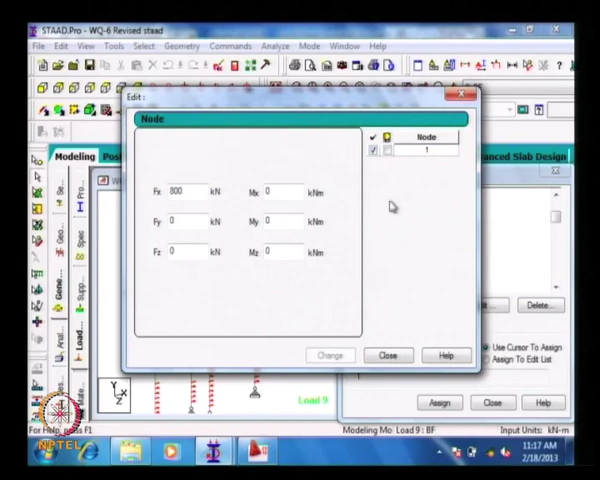 STAAD.Pro - WQ-6 Revised staad
File Edit View Tools Select Geometry Commands Analyze Mode Window Help
Edit :
Node
Node
1
Fx 800 kN Mx 0 kNm
Fy 0 kN My 0 kNm
Fz 0 kN Mz 0 kNm
Change Close Help
Modeling
anced Slab Design
Delete...
Use Cursor To Assign
Assign To Edit List
Assign Close Help
Load 9
Y X Z
For Help, press F1
Modeling Mo Load 9 : BF Input Units: kN-m
NPTEL
11:17 AM
2/18/2013